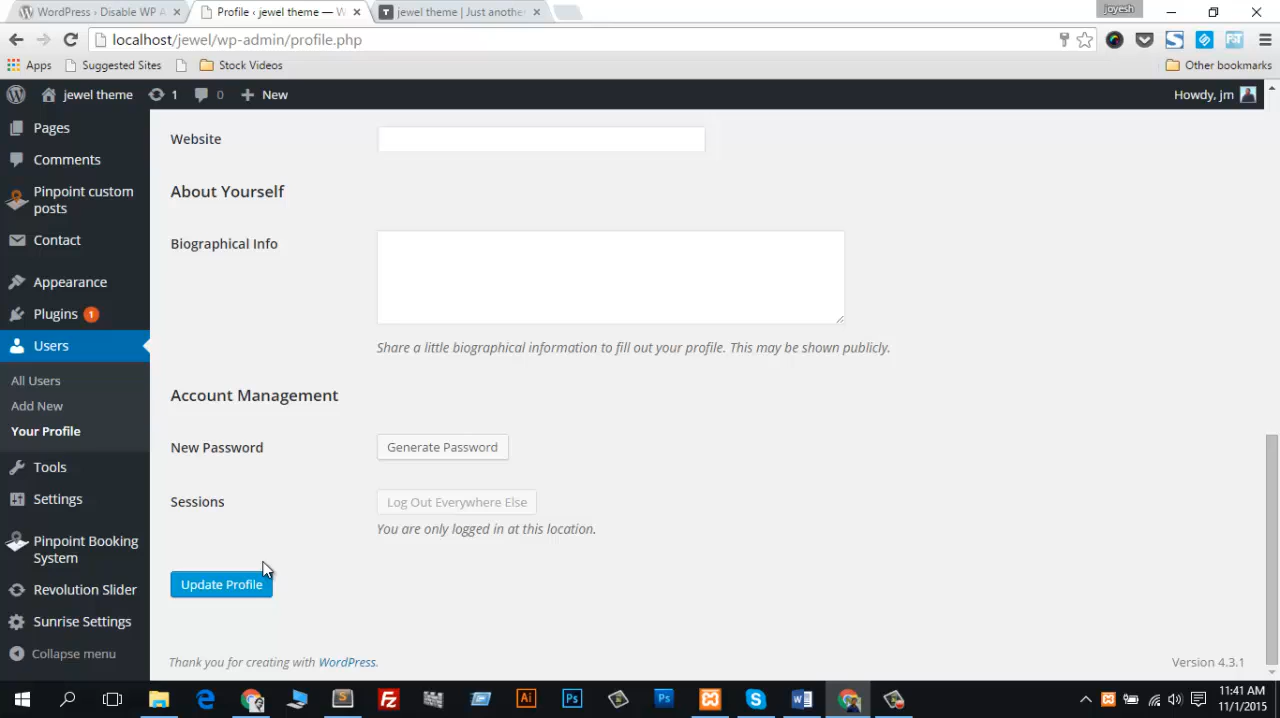 WordPress › Disable WP A
Profile ‹ jewel theme — W
jewel theme | Just anothe
Joyesh
localhost/jewel/wp-admin/profile.php
Apps
Suggested Sites
Stock Videos
Other bookmarks
jewel theme
1
0
New
Howdy, jm
Pages
Comments
Pinpoint custom
posts
Contact
Appearance
Plugins 1
Users
All Users
Add New
Your Profile
Tools
Settings
Pinpoint Booking
System
Revolution Slider
Sunrise Settings
Collapse menu
Website
About Yourself
Biographical Info
Share a little biographical information to fill out your profile. This may be shown publicly.
Account Management
New Password
Generate Password
Sessions
Log Out Everywhere Else
You are only logged in at this location.
Update Profile
Thank you for creating with WordPress.
Version 4.3.1
11:41 AM
11/1/2015